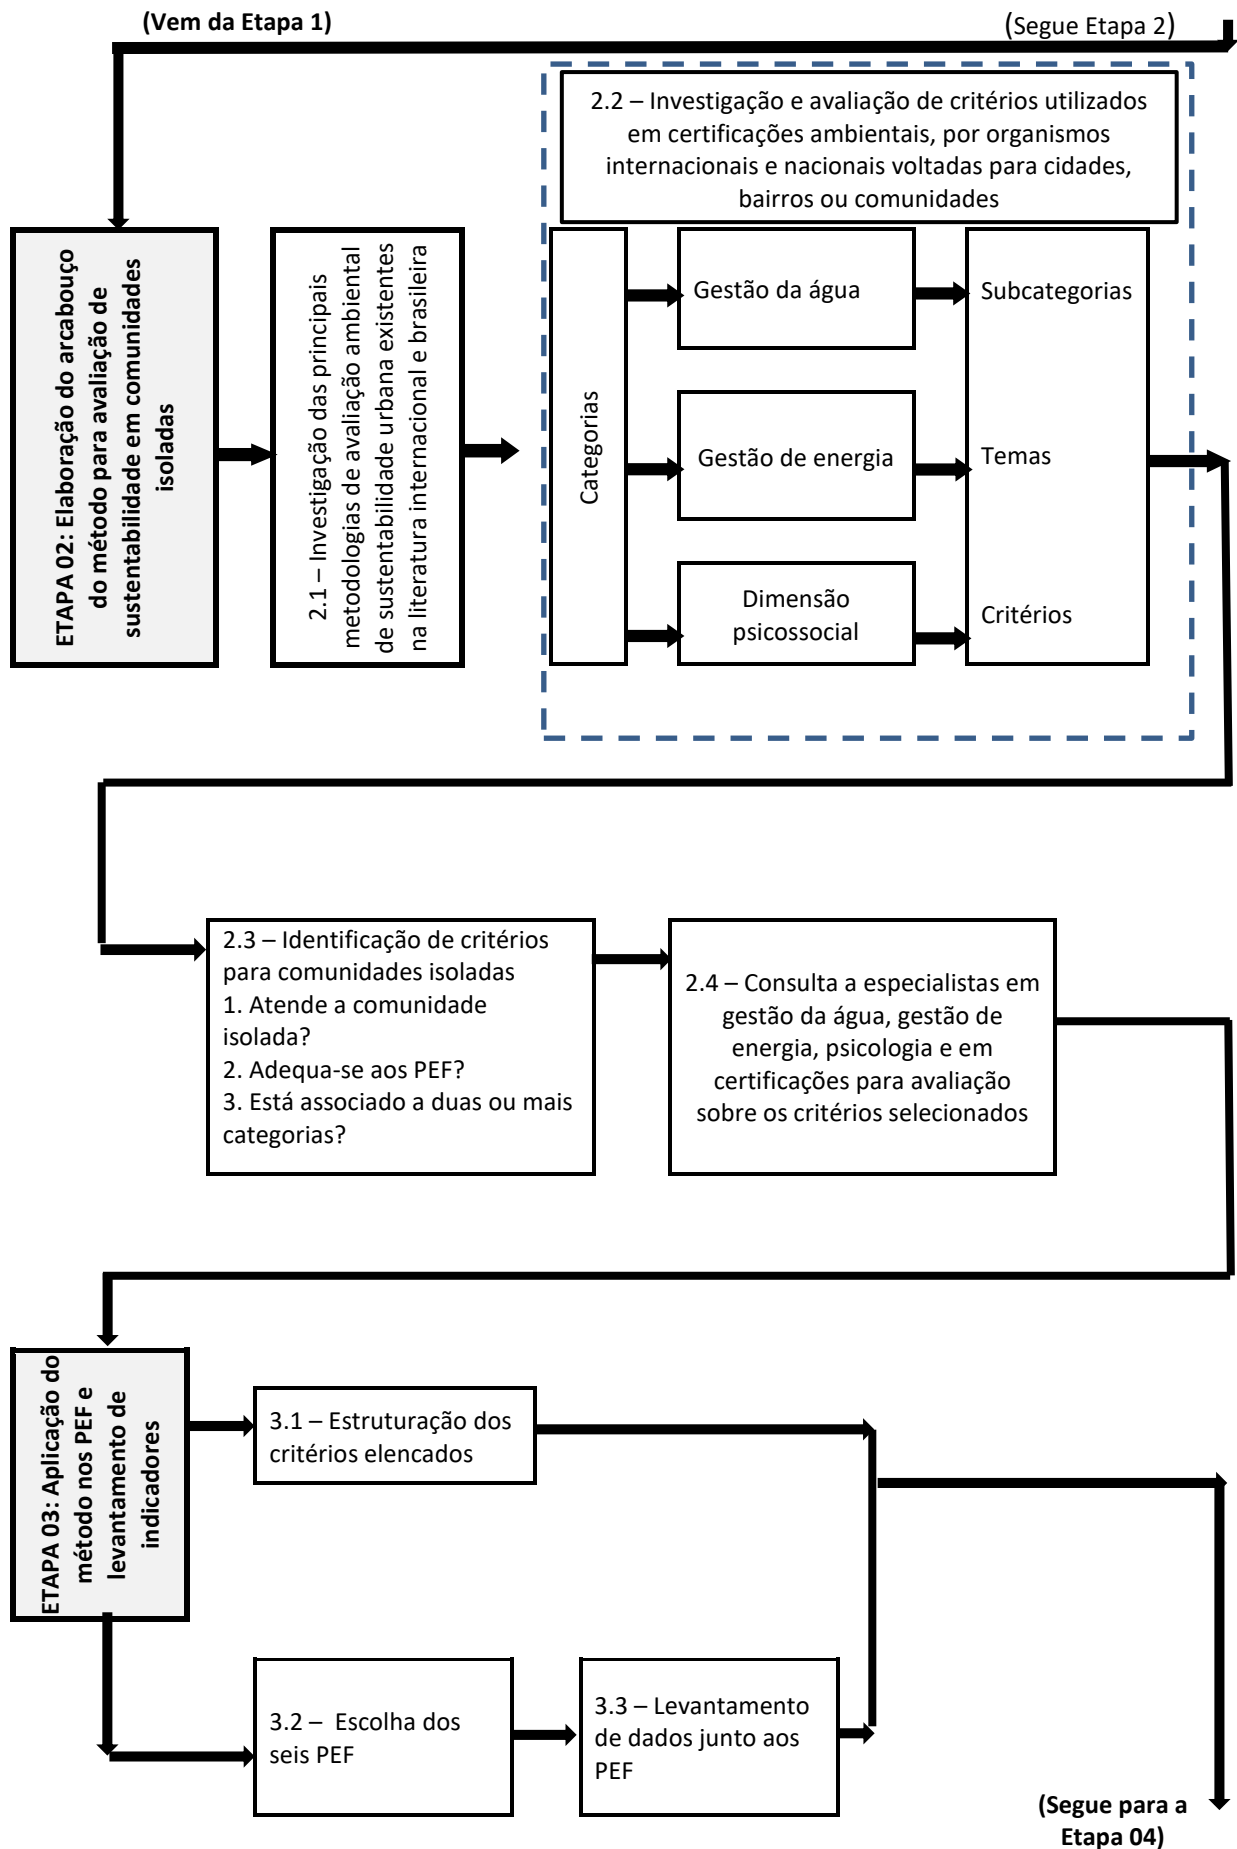 (Vem da Etapa 1)
(Segue Etapa 2)
2.2 – Investigação e avaliação de critérios utilizados
em certificações ambientais, por organismos
internacionais e nacionais voltadas para cidades,
bairros ou comunidades
ETAPA 02: Elaboração do arcabouço
do método para avaliação de
sustentabilidade em comunidades
isoladas
2.1 – Investigação das principais
metodologias de avaliação ambiental
de sustentabilidade urbana existentes
na literatura internacional e brasileira
Categorias
Gestão da água
Gestão de energia
Dimensão
psicossocial
Subcategorias
Temas
Critérios
2.3 – Identificação de critérios
para comunidades isoladas
1. Atende a comunidade
isolada?
2. Adequa-se aos PEF?
3. Está associado a duas ou mais
categorias?
2.4 – Consulta a especialistas em
gestão da água, gestão de
energia, psicologia e em
certificações para avaliação
sobre os critérios selecionados
ETAPA 03: Aplicação do
método nos PEF e
levantamento de
indicadores
3.1 – Estruturação dos
critérios elencados
3.2 – Escolha dos
seis PEF
3.3 – Levantamento
de dados junto aos
PEF
(Segue para a
Etapa 04)